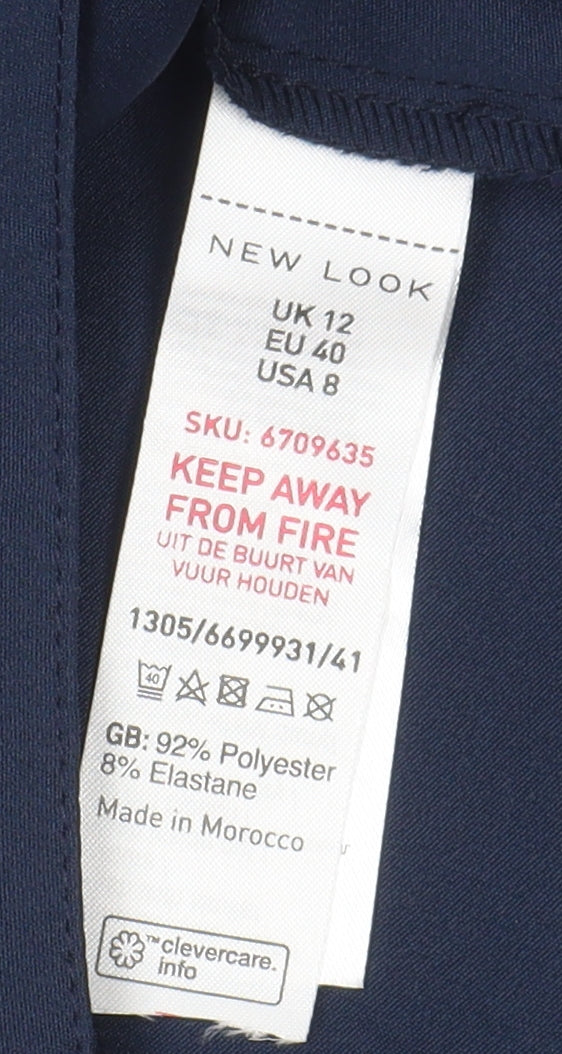 NEW LOOK
UK 12
EU 40
USA 8
SKU: 6709635
KEEP AWAY
FROM FIRE
UIT DE BUURT VAN
VUUR HOUDEN
1305/6699931/41
40
GB: 92% Polyester
8% Elastane
Made in Morocco
™clevercare.
info